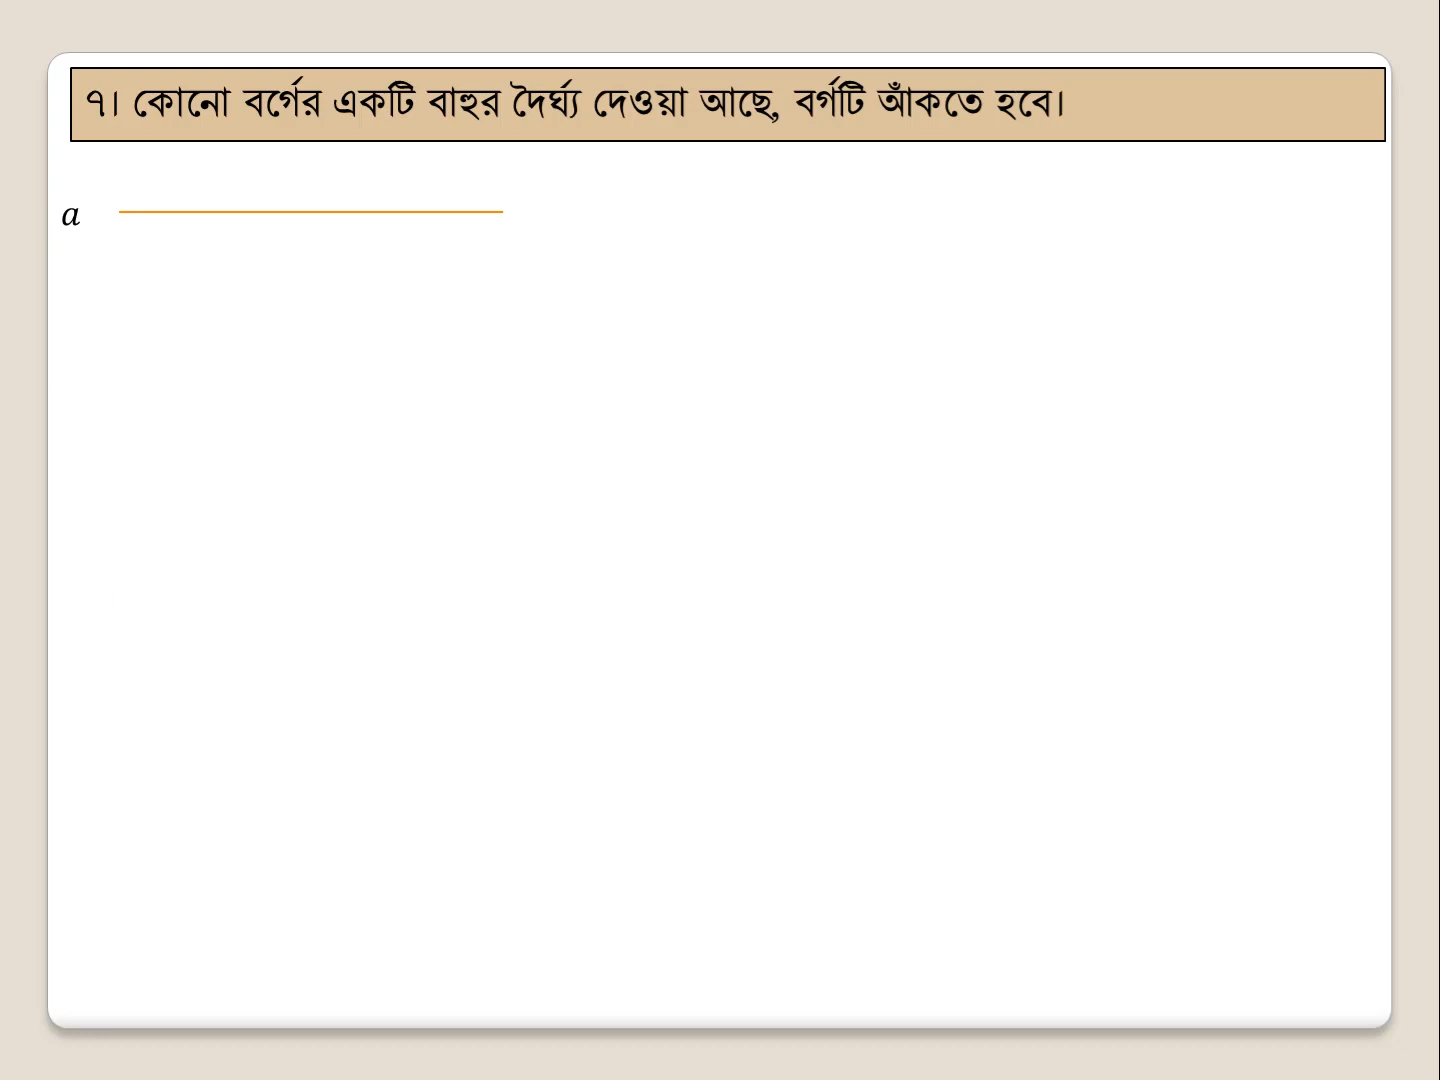 ৭। কোনো বর্গের একটি বাহুর দৈর্ঘ্য দেওয়া আছে, বর্গটি আঁকতে হবে।
a